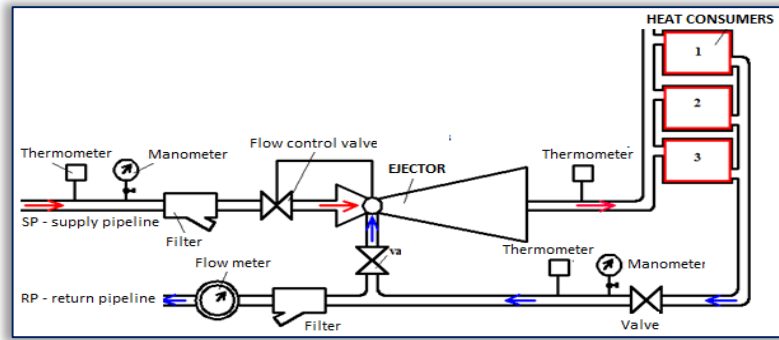 HEAT CONSUMERS
1
2
3
Flow control valve
Thermometer
Manometer
EJECTOR
Thermometer
SP - supply pipeline
Filter
Flow meter
va
Thermometer
Manometer
RP - return pipeline
Filter
Valve